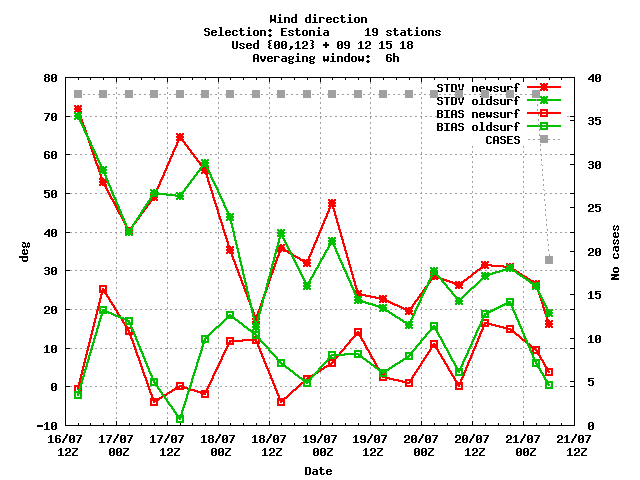 Wind direction
Selection: Estonia     19 stations
Used {00,12} + 09 12 15 18
Averaging window:  6h
80 40
STDV newsurf
STDV oldsurf
70 35
BIAS newsurf
BIAS oldsurf
CASES
60 30
50 25
40
deg No cases
30 20
20 15
10 10
0 5
-10 0
16/07 17/07 17/07 18/07 18/07 19/07 19/07 20/07 20/07 21/07 21/07
12Z 00Z 12Z 00Z 12Z 00Z 12Z 00Z 12Z 00Z 12Z
Date